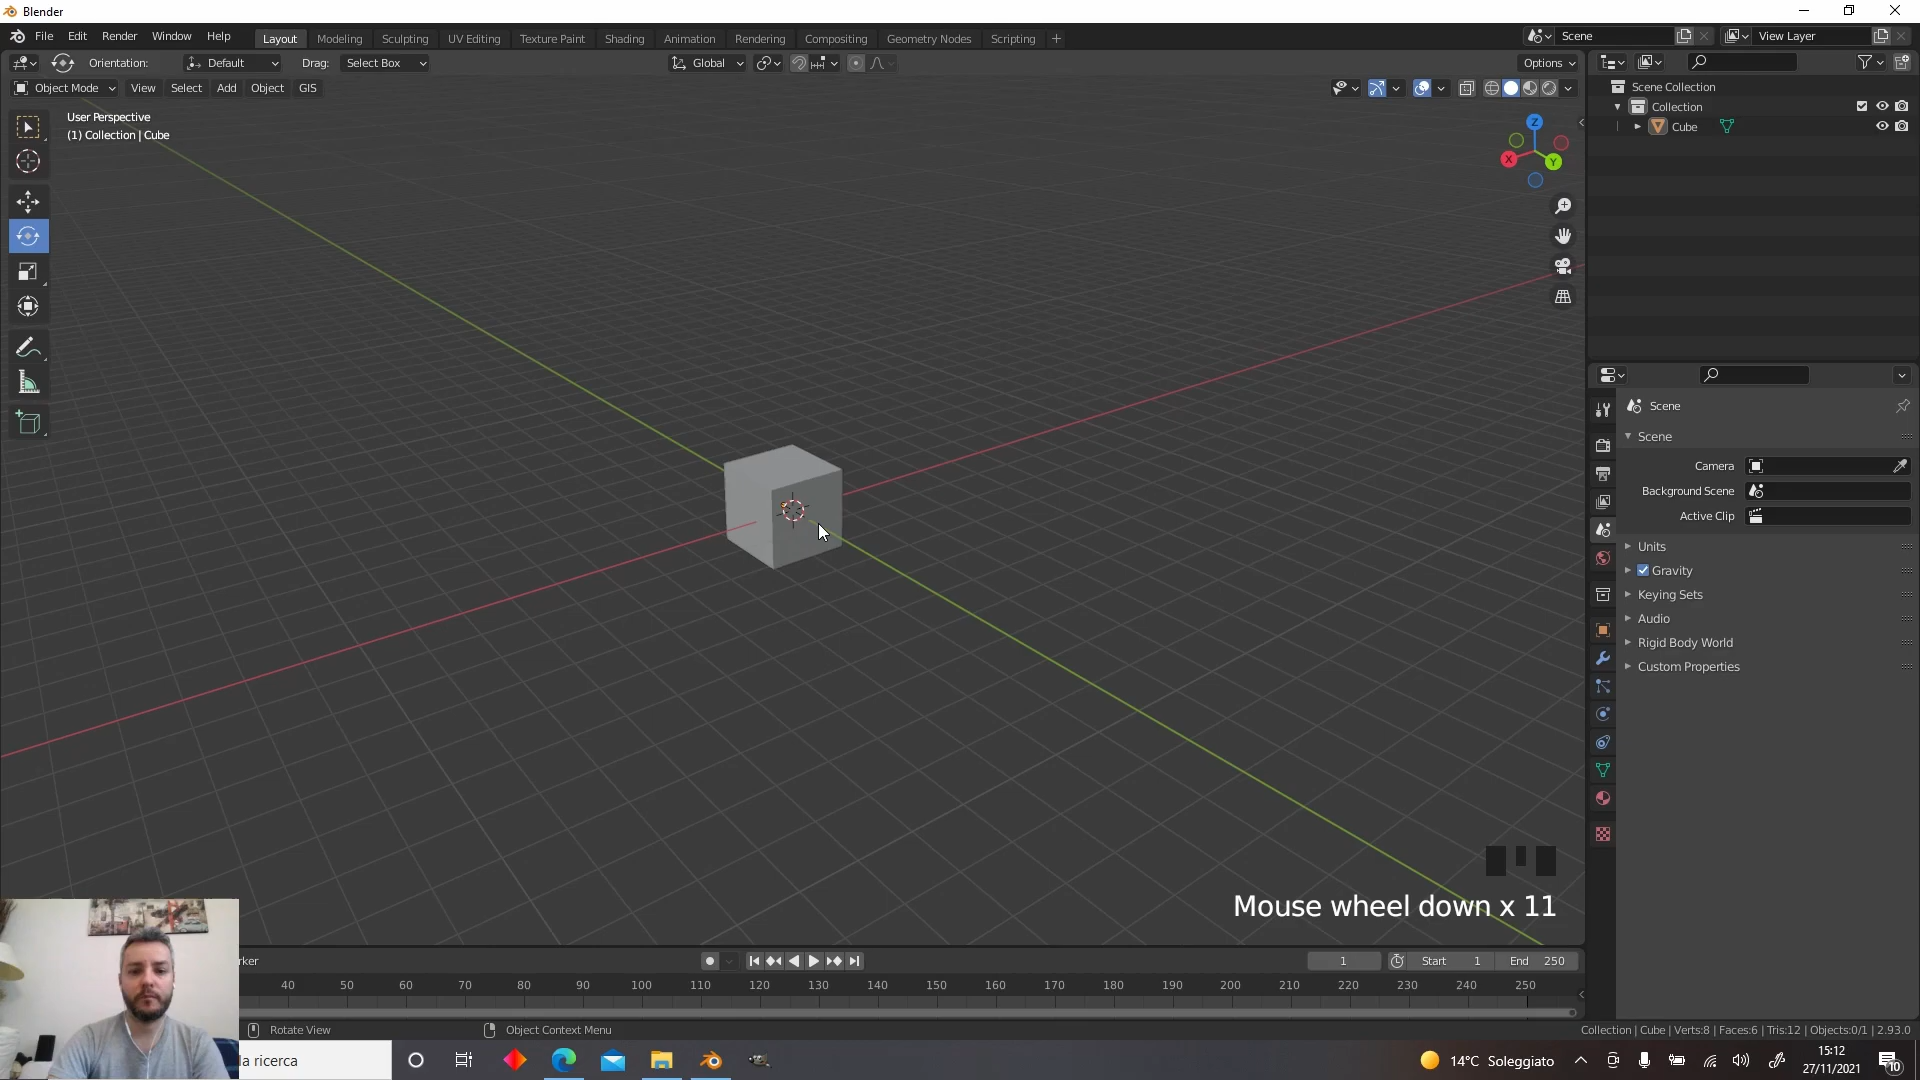 Blender
File Edit Render Window Help
Layout Modeling Sculpting UV Editing Texture Paint Shading Animation Rendering Compositing Geometry Nodes Scripting +
Scene
View Layer
Orientation: Default Drag: Select Box
Global
Options
Object Mode View Select Add Object GIS
User Perspective
(1) Collection | Cube
Z
X
Y
Scene Collection
Collection
Cube
Scene
Scene
Camera
Background Scene
Active Clip
Units
Gravity
Keying Sets
Audio
Rigid Body World
Custom Properties
Mouse wheel down x 11
rker
1
Start 1
End 250
40 50 60 70 80 90 100 110 120 130 140 150 160 170 180 190 200 210 220 230 240 250
Rotate View
Object Context Menu
Collection | Cube | Verts:8 | Faces:6 | Tris:12 | Objects:0/1 | 2.93.0
la ricerca
14°C Soleggiato
15:12
27/11/2021
10